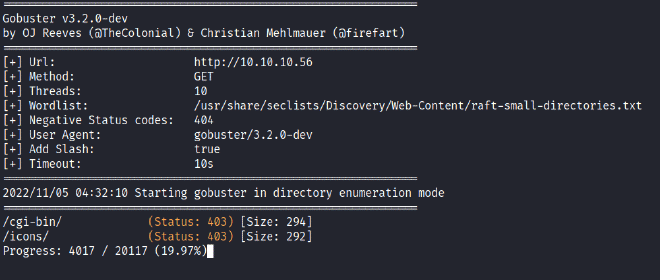 ===============================================================
Gobuster v3.2.0-dev
by OJ Reeves (@TheColonial) & Christian Mehlmauer (@firefart)
===============================================================
[+] Url:                     http://10.10.10.56
[+] Method:                  GET
[+] Threads:                 10
[+] Wordlist:                /usr/share/seclists/Discovery/Web-Content/raft-small-directories.txt
[+] Negative Status codes:   404
[+] User Agent:              gobuster/3.2.0-dev
[+] Add Slash:               true
[+] Timeout:                 10s
===============================================================
2022/11/05 04:32:10 Starting gobuster in directory enumeration mode
===============================================================
/cgi-bin/             (Status: 403) [Size: 294]
/icons/               (Status: 403) [Size: 292]
Progress: 4017 / 20117 (19.97%)